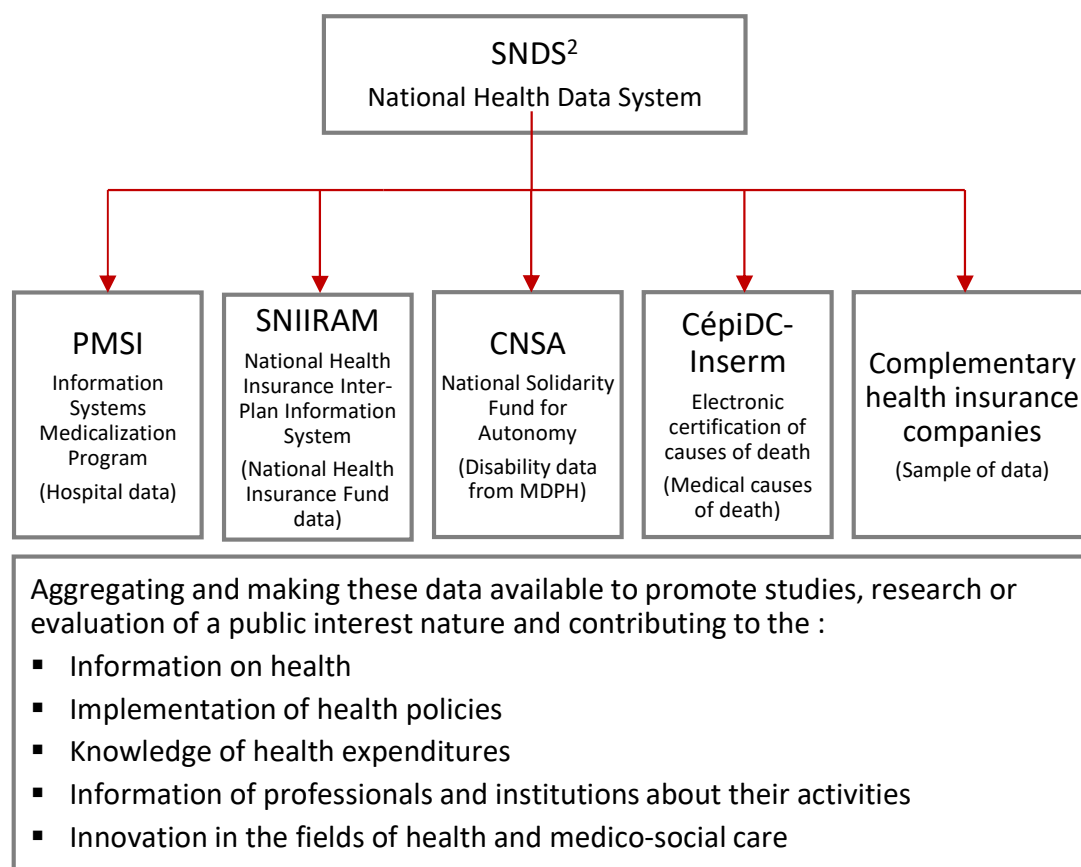 SNDS²
National Health Data System
PMSI
Information
Systems
Medicalization
Program
(Hospital data)
SNIIRAM
National Health
Insurance Inter-
Plan Information
System
(National Health
Insurance Fund
data)
CNSA
National Solidarity
Fund for
Autonomy
(Disability data
from MDPH)
CépiDC-
Inserm
Electronic
certification of
causes of death
(Medical causes
of death)
Complementary
health insurance
companies
(Sample of data)
Aggregating and making these data available to promote studies, research or
evaluation of a public interest nature and contributing to the :
▪ Information on health
▪ Implementation of health policies
▪ Knowledge of health expenditures
▪ Information of professionals and institutions about their activities
▪ Innovation in the fields of health and medico-social care